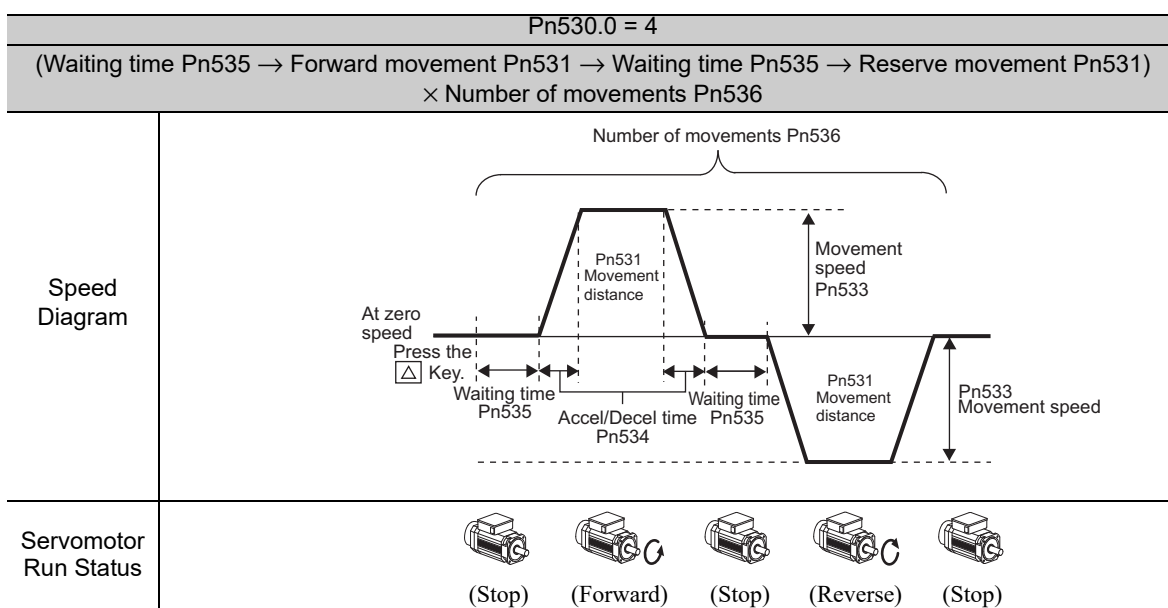 Pn530.0 = 4
(Waiting time Pn535 → Forward movement Pn531 → Waiting time Pn535 → Reserve movement Pn531)
× Number of movements Pn536
Speed
Diagram
Number of movements Pn536
Pn531
Movement
distance
Movement
speed
Pn533
At zero
speed
Press the
△ Key.
Waiting time
Pn535
Accel/Decel time
Pn534
Waiting time
Pn535
Pn531
Movement
distance
Pn533
Movement speed
Servomotor
Run Status
(Stop) (Forward) (Stop) (Reverse) (Stop)